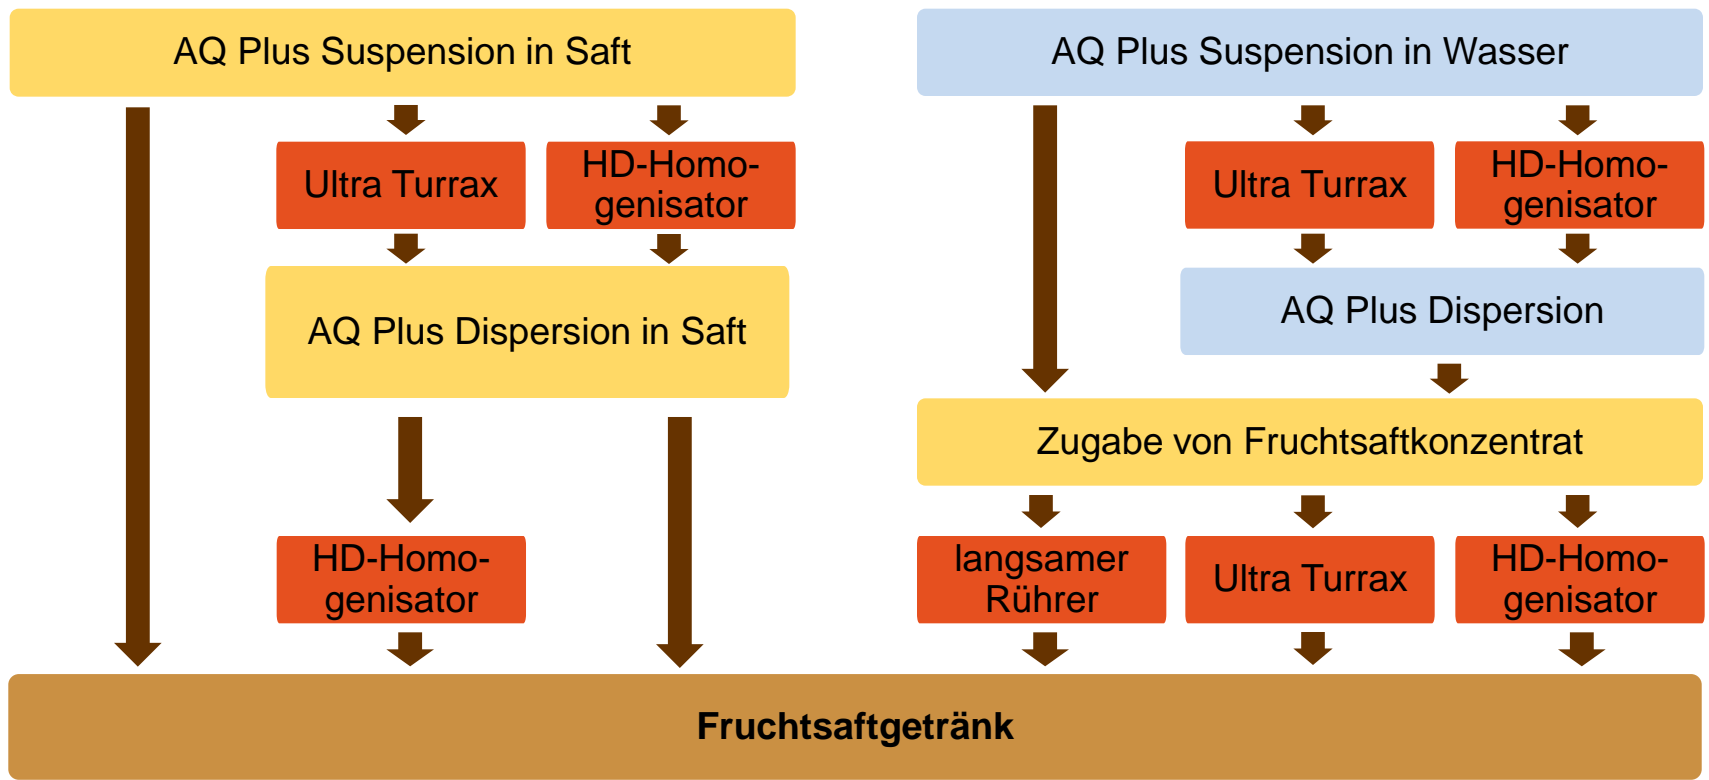 AQ Plus Suspension in Saft
AQ Plus Suspension in Wasser
Ultra Turrax
HD-Homo-
genisator
Ultra Turrax
HD-Homo-
genisator
AQ Plus Dispersion in Saft
AQ Plus Dispersion
Zugabe von Fruchtsaftkonzentrat
HD-Homo-
genisator
langsamer
Rührer
Ultra Turrax
HD-Homo-
genisator
Fruchtsaftgetränk